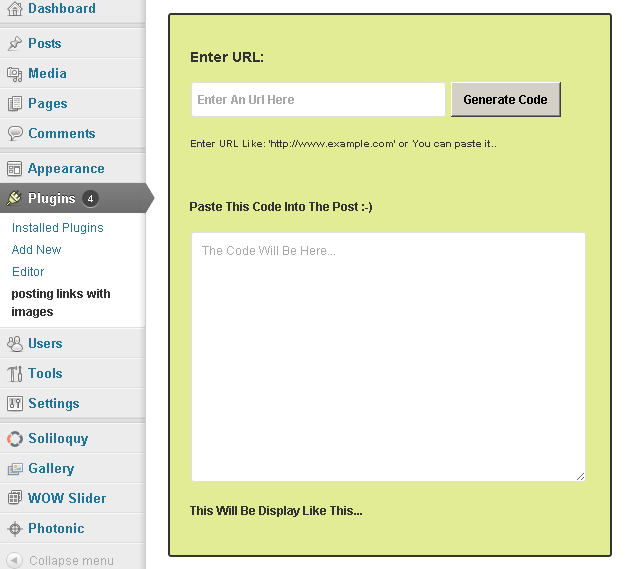 Dashboard
Posts
Media
Pages
Comments
Appearance
Plugins 4
Installed Plugins
Add New
Editor
posting links with
images
Users
Tools
Settings
Soliloquy
Gallery
WOW Slider
Photonic
Collapse menu
Enter URL:
Enter An Url Here
Generate Code
Enter URL Like: 'http://www.example.com' or You can paste it..
Paste This Code Into The Post :-)
The Code Will Be Here...
This Will Be Display Like This...